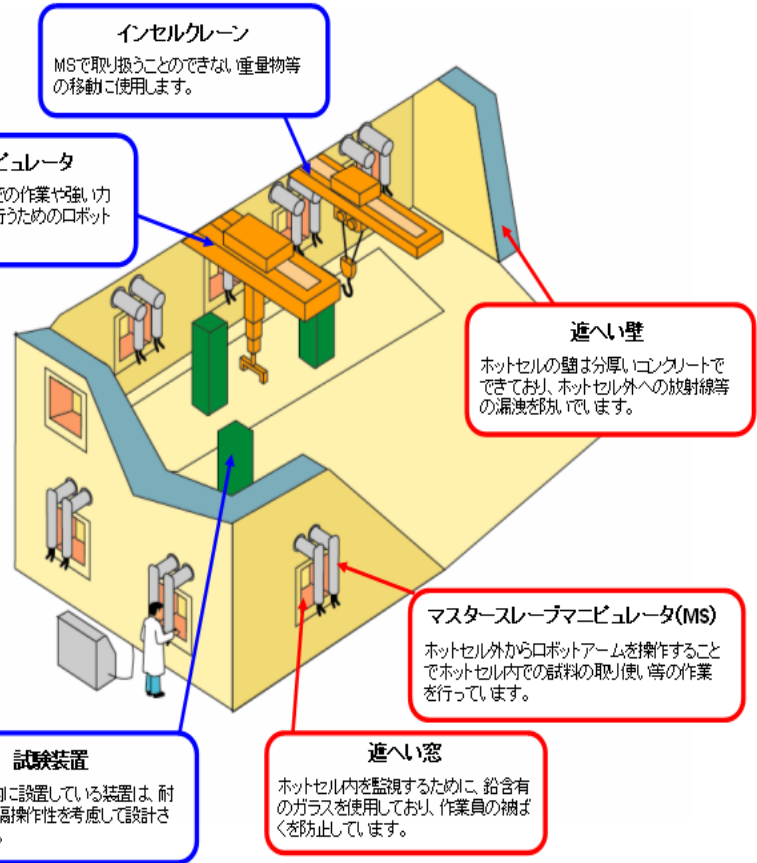 インセルクレーン
MSで取り扱うことのできない重量物等
の移動に使用します。
ピュレータ
での作業や強い力
行うためのロボット
遮へい壁
ホットセルの壁は分厚いコンクリートで
できており、ホットセル外への放射線等
の漏洩を防いでいます。
マスタースレーブマニピュレータ(MS)
ホットセル外からロボットアームを操作すること
でホットセル内での試料の取り使い等の作業
を行っています。
試験装置
内に設置している装置は、耐
隔操作性を考慮して設計さ
遮へい窓
ホットセル内を監視するために、鉛含有
のガラスを使用しており、作業員の被ば
くを防止しています。